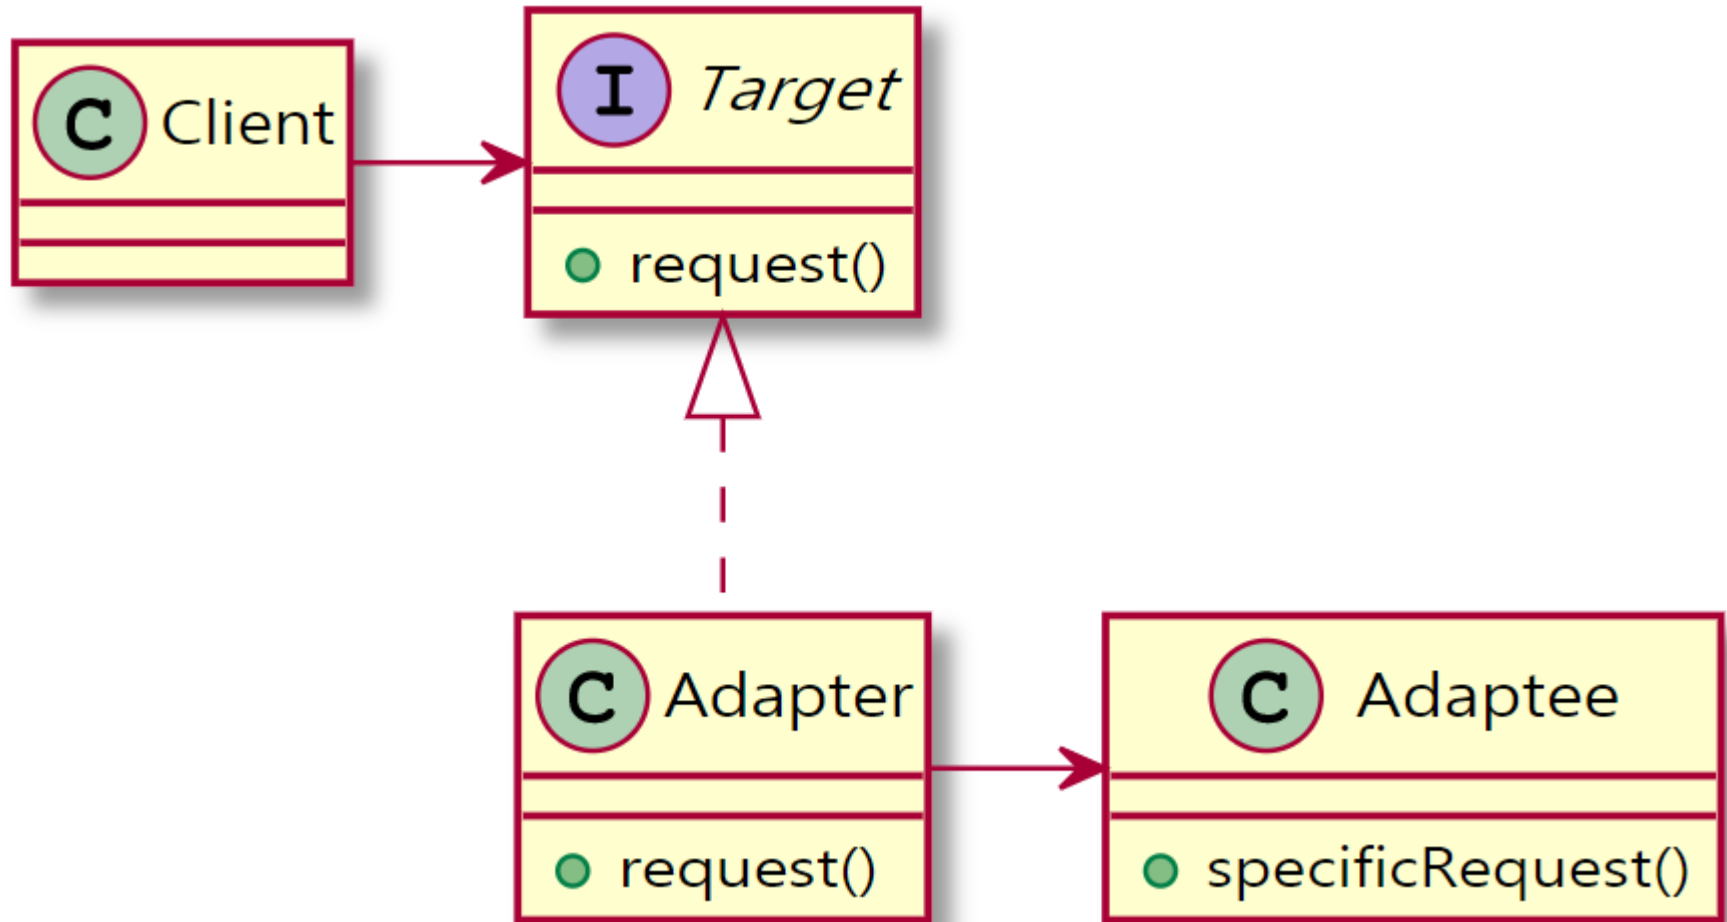 C Client
I Target
request()
C Adapter
request()
C Adaptee
specificRequest()